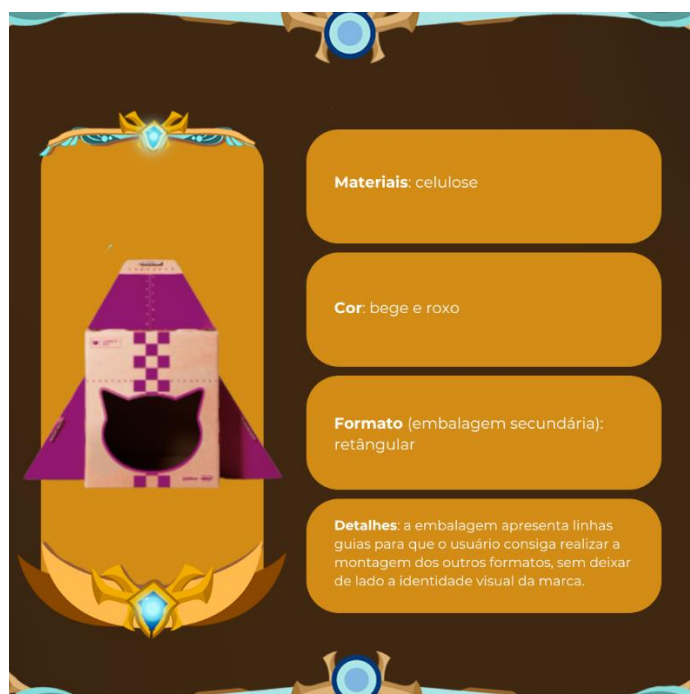 Materiais: celulose
Cor: bege e roxo
Formato (embalagem secundária):
retângular
Detalhes: a embalagem apresenta linhas
guias para que o usuário consiga realizar a
montagem dos outros formatos, sem deixar
de lado a identidade visual da marca.